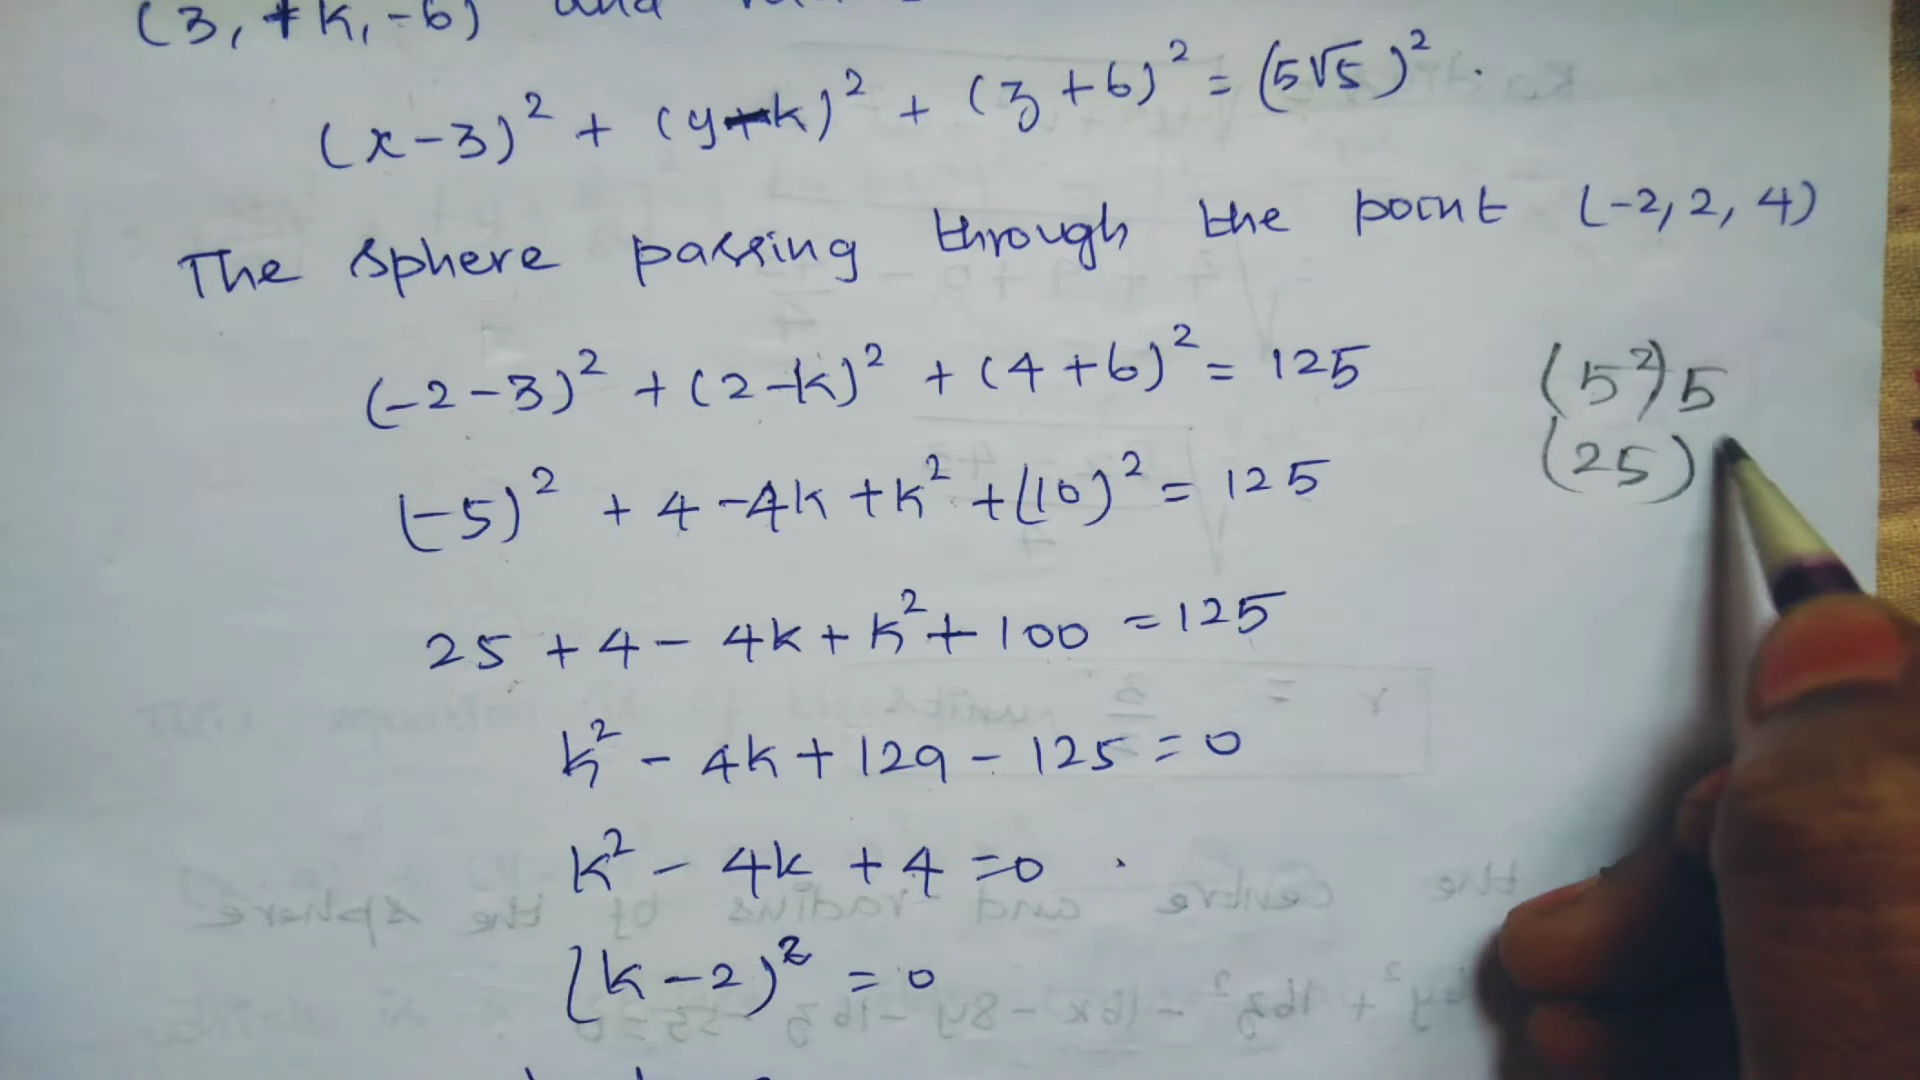 (3, k, -6) and
(x-3)² + (y-k)² + (z+6)² = (5√5)².
The sphere passing through the point (-2, 2, 4)
(-2-3)² + (2-k)² + (4+6)² = 125
(5²)5
(-5)² + 4 -4k + k² + (10)² = 125
(25)
25 + 4 - 4k + k² + 100 = 125
k² - 4k + 129 - 125 = 0
k² - 4k + 4 = 0
(k-2)² = 0